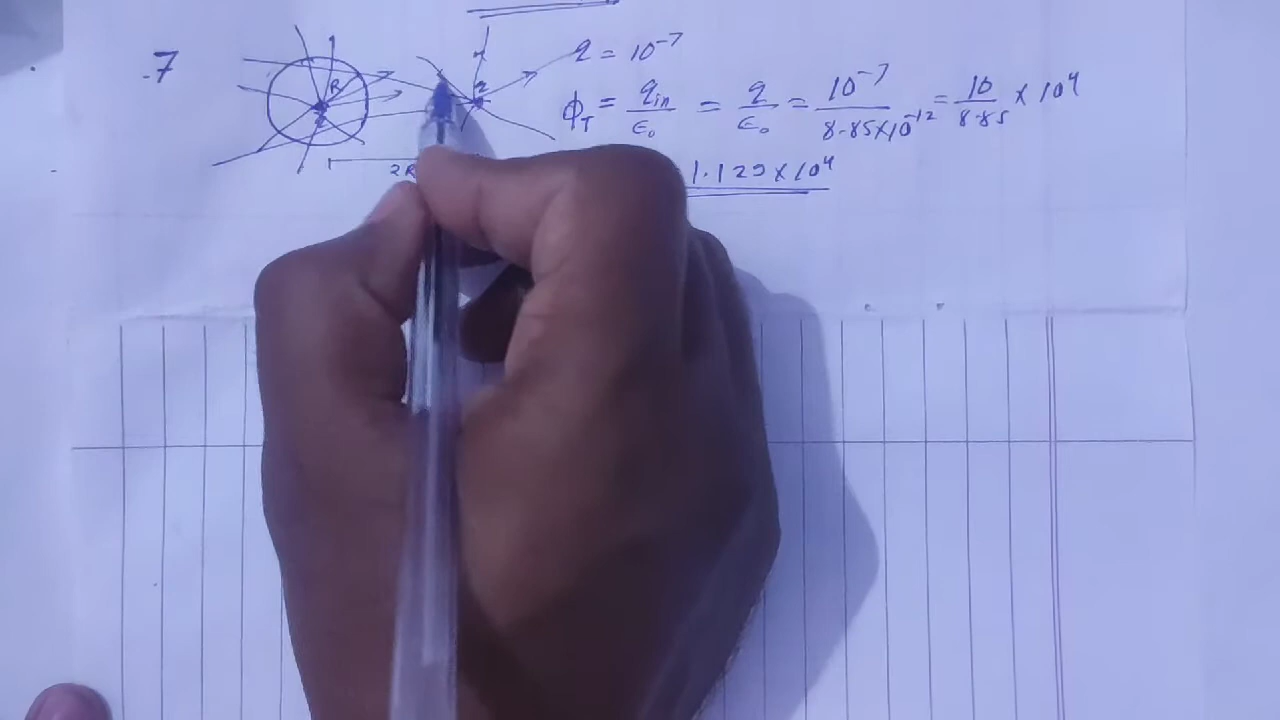 .7
R
q
2R
q = 10⁻⁷
ϕ_T = q_in/ε₀ = q/ε₀ = 10⁻⁷/8.85×10⁻¹² = 10/8.85 × 10⁴
1.129 × 10⁴